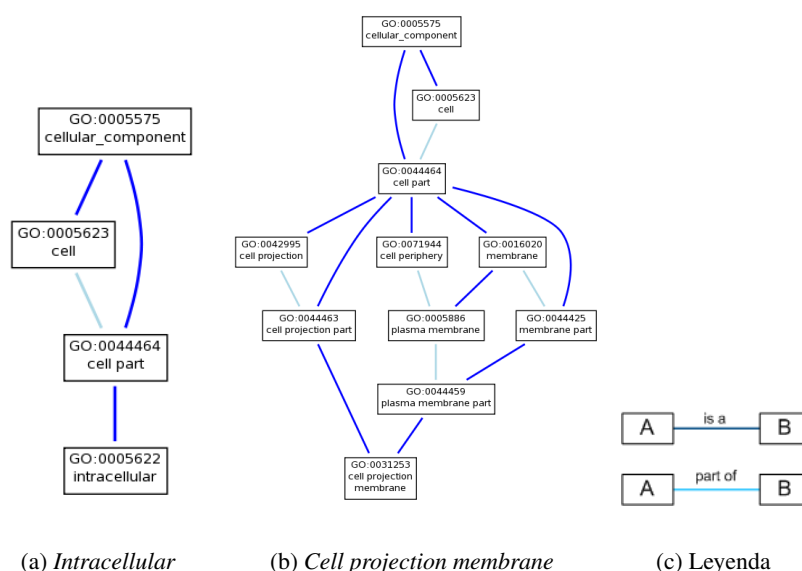 GO:0005575
cellular_component
GO:0005623
cell
GO:0044464
cell part
GO:0005622
intracellular
(a) Intracellular
GO:0005575
cellular_component
GO:0005623
cell
GO:0044464
cell part
GO:0042995
cell projection
GO:0071944
cell periphery
GO:0016020
membrane
GO:0044463
cell projection part
GO:0005886
plasma membrane
GO:0044425
membrane part
GO:0044459
plasma membrane part
GO:0031253
cell projection
membrane
(b) Cell projection membrane
A is a B
A part of B
(c) Leyenda